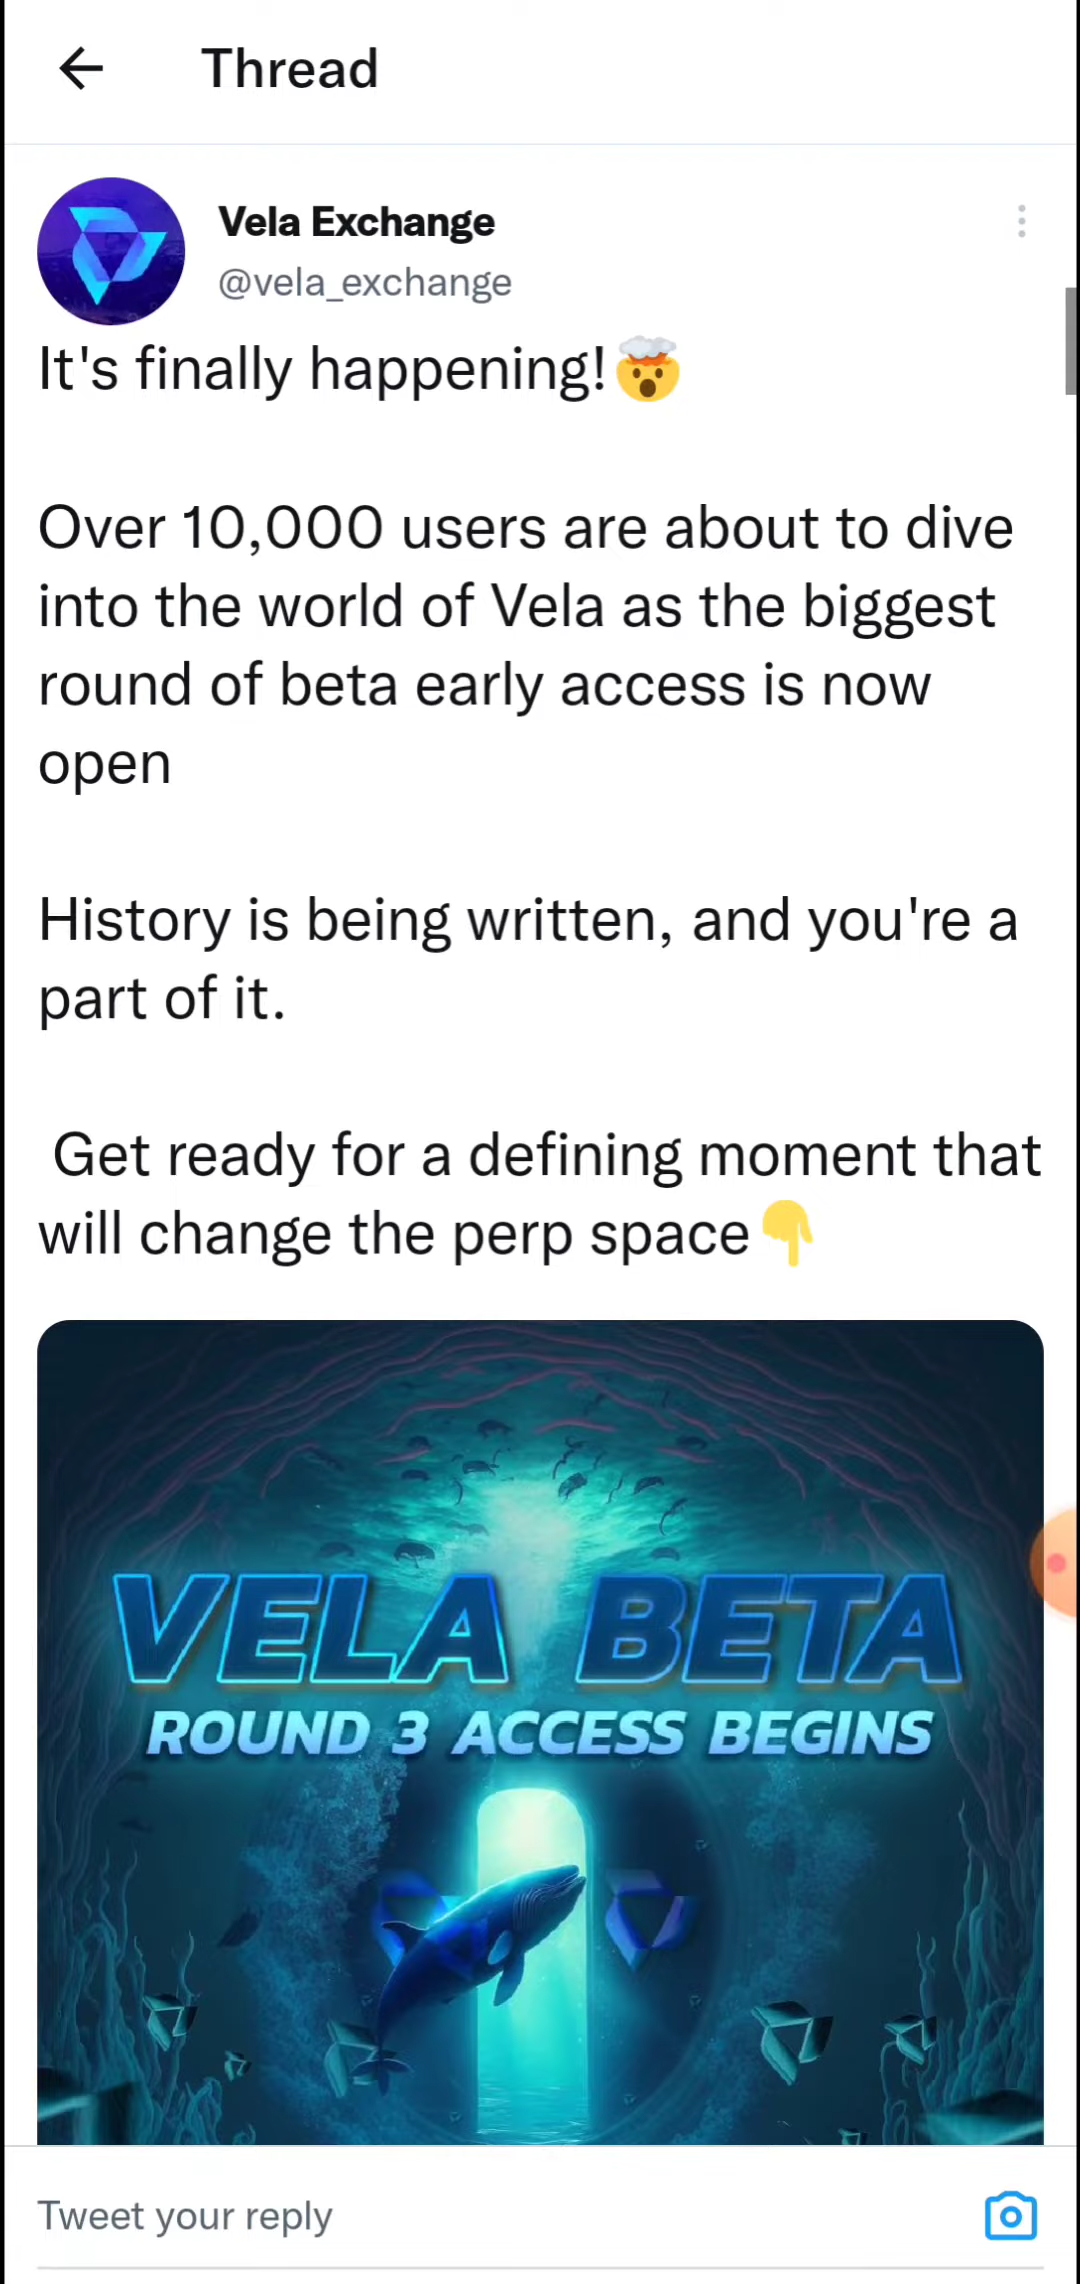 Thread
Vela Exchange
@vela_exchange
It's finally happening!🤯
Over 10,000 users are about to dive
into the world of Vela as the biggest
round of beta early access is now
open
History is being written, and you're a
part of it.
Get ready for a defining moment that
will change the perp space👇
VELA BETA
ROUND 3 ACCESS BEGINS
Tweet your reply